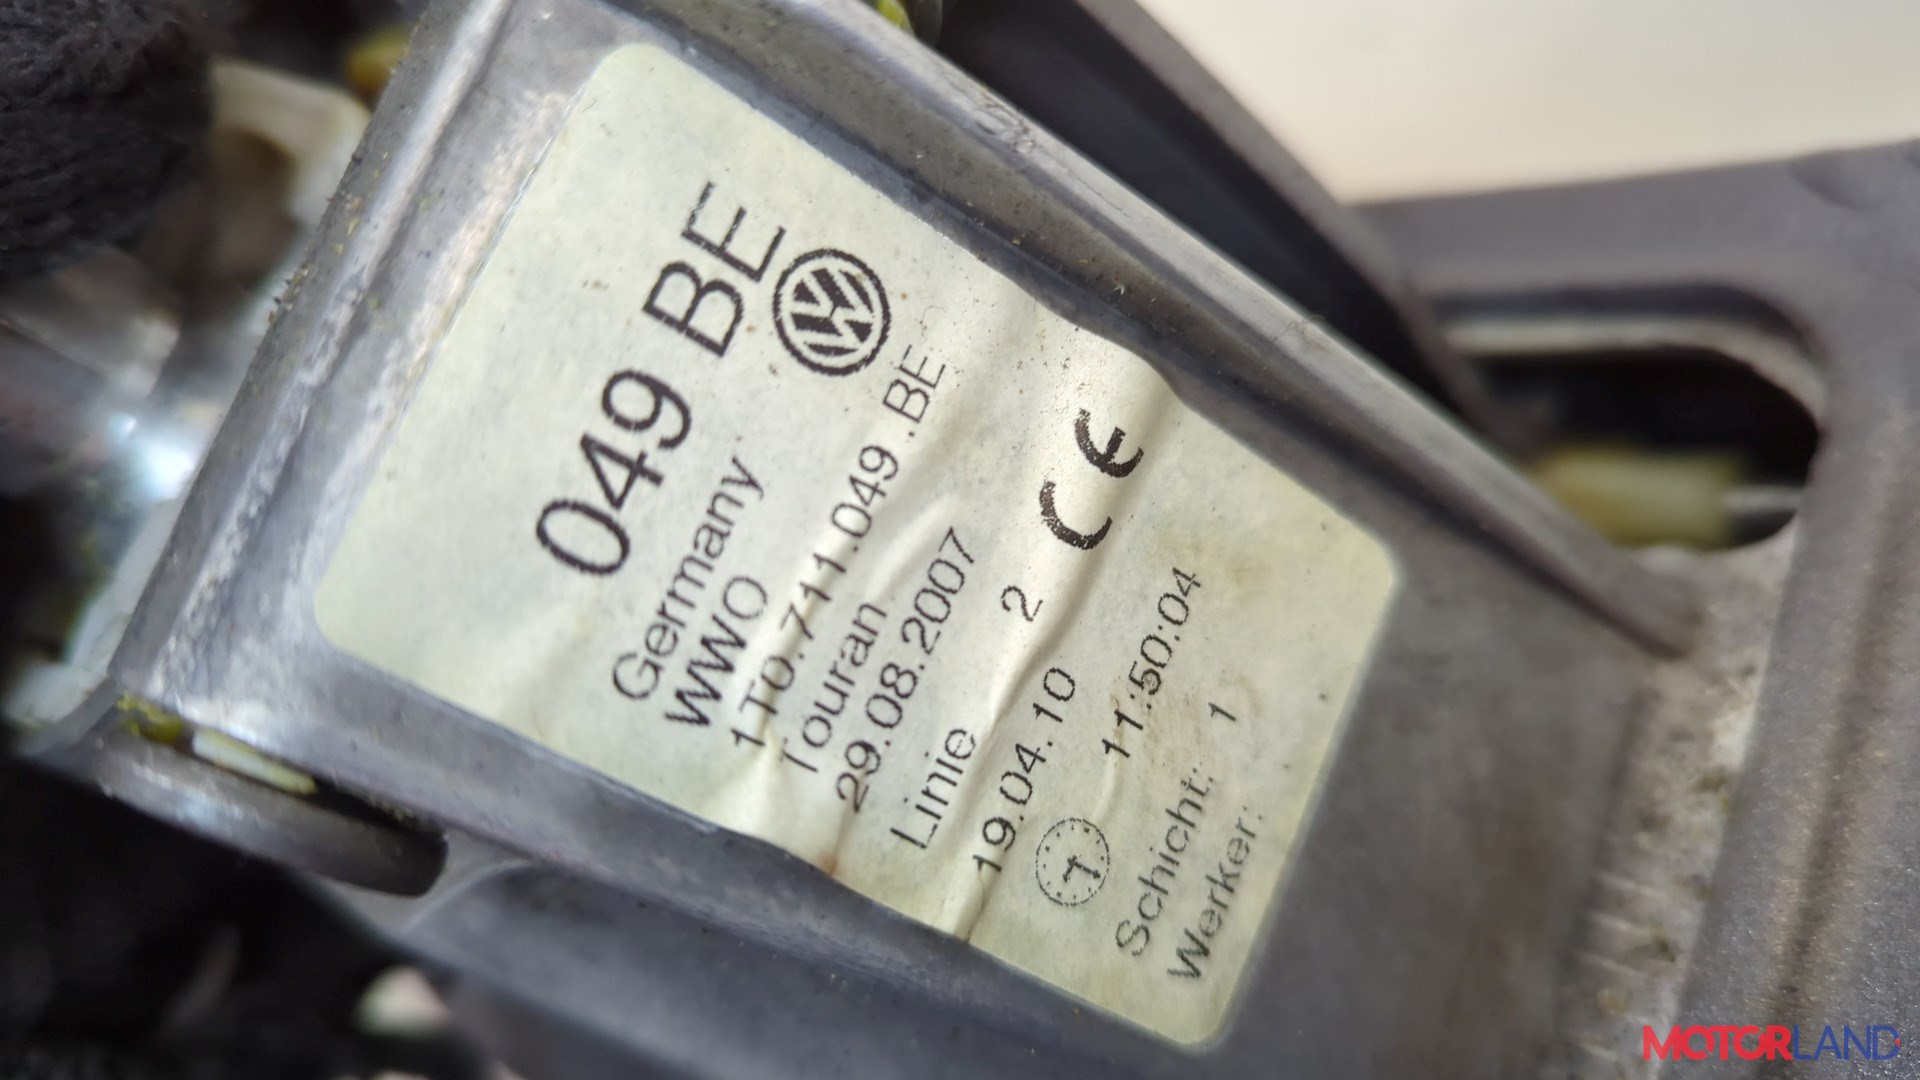 049 BE
Germany
WWO
1T0.711.049 .BE
Touran
29.08.2007
Linie 2 CE
19.04.10 11:50:04
Schicht: 1
Werker:
MOTORLAND